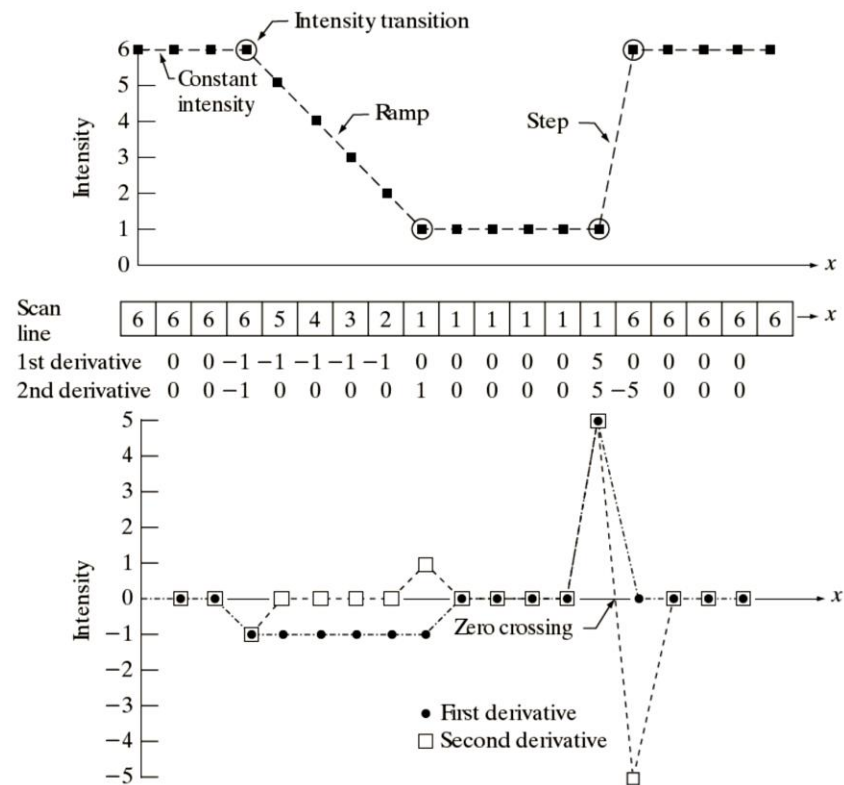 Intensity transition
6
Constant
intensity
5
Ramp
Step
4
Intensity
3
2
1
0
x
Scan
line
6 6 6 6 5 4 3 2 1 1 1 1 1 1 6 6 6 6 6
x
1st derivative 0 0 −1 −1 −1 −1 −1 0 0 0 0 0 5 0 0 0 0
2nd derivative 0 0 −1 0 0 0 0 1 0 0 0 0 5 −5 0 0 0
5
4
3
2
1
Intensity
0
x
Zero crossing
−1
−2
−3
First derivative
−4
Second derivative
−5